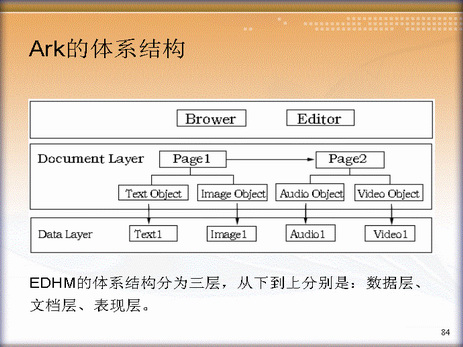 Ark的体系结构
Brower Editor
Document Layer Page1 Page2
Text Object Image Object Audio Object Video Object
Data Layer Text1 Image1 Audio1 Video1
EDHM的体系结构分为三层，从下到上分别是：数据层、
文档层、表现层。
84